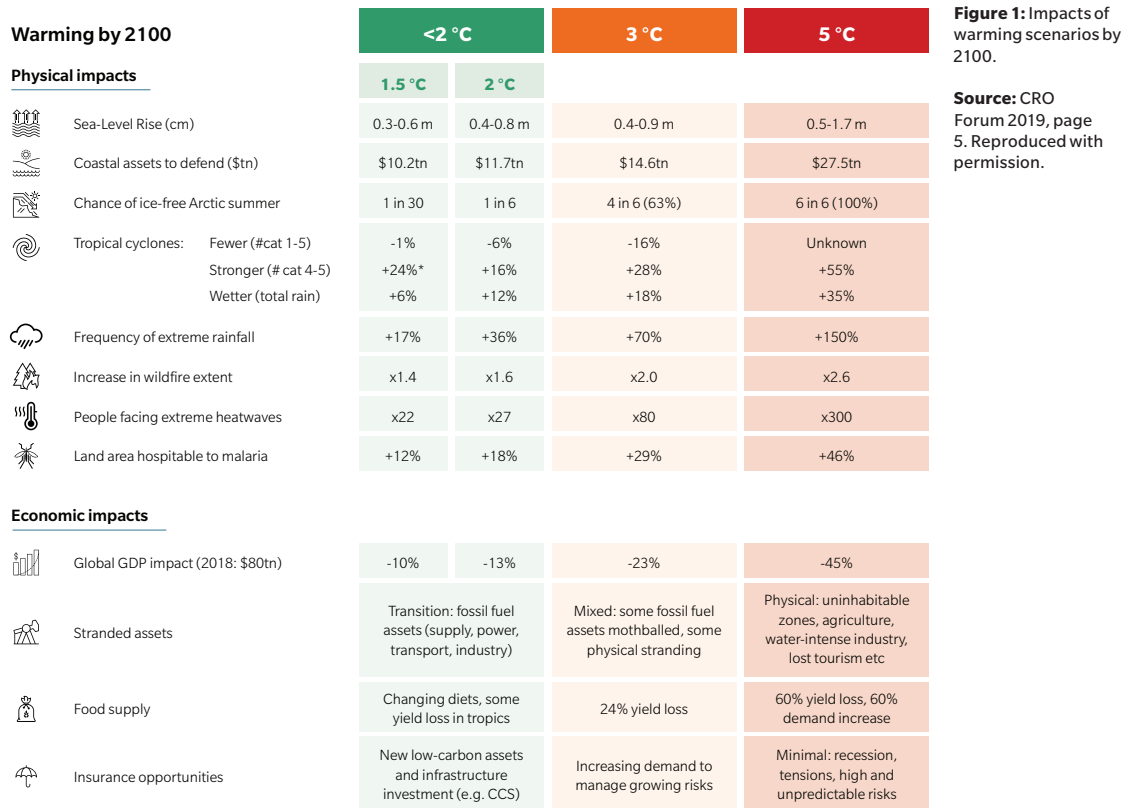 Warming by 2100
<2 °C
3 °C
5 °C
Physical impacts
1.5 °C
2 °C
Sea-Level Rise (cm)
0.3-0.6 m
0.4-0.8 m
0.4-0.9 m
0.5-1.7 m
Coastal assets to defend ($tn)
$10.2tn
$11.7tn
$14.6tn
$27.5tn
Chance of ice-free Arctic summer
1 in 30
1 in 6
4 in 6 (63%)
6 in 6 (100%)
Tropical cyclones:
Fewer (#cat 1-5)
-1%
-6%
-16%
Unknown
Stronger (# cat 4-5)
+24%*
+16%
+28%
+55%
Wetter (total rain)
+6%
+12%
+18%
+35%
Frequency of extreme rainfall
+17%
+36%
+70%
+150%
Increase in wildfire extent
x1.4
x1.6
x2.0
x2.6
People facing extreme heatwaves
x22
x27
x80
x300
Land area hospitable to malaria
+12%
+18%
+29%
+46%
Economic impacts
Global GDP impact (2018: $80tn)
-10%
-13%
-23%
-45%
Stranded assets
Transition: fossil fuel
assets (supply, power,
transport, industry)
Mixed: some fossil fuel
assets mothballed, some
physical stranding
Physical: uninhabitable
zones, agriculture,
water-intense industry,
lost tourism etc
Food supply
Changing diets, some
yield loss in tropics
24% yield loss
60% yield loss, 60%
demand increase
Insurance opportunities
New low-carbon assets
and infrastructure
investment (e.g. CCS)
Increasing demand to
manage growing risks
Minimal: recession,
tensions, high and
unpredictable risks
Figure 1: Impacts of
warming scenarios by
2100.
Source: CRO
Forum 2019, page
5. Reproduced with
permission.